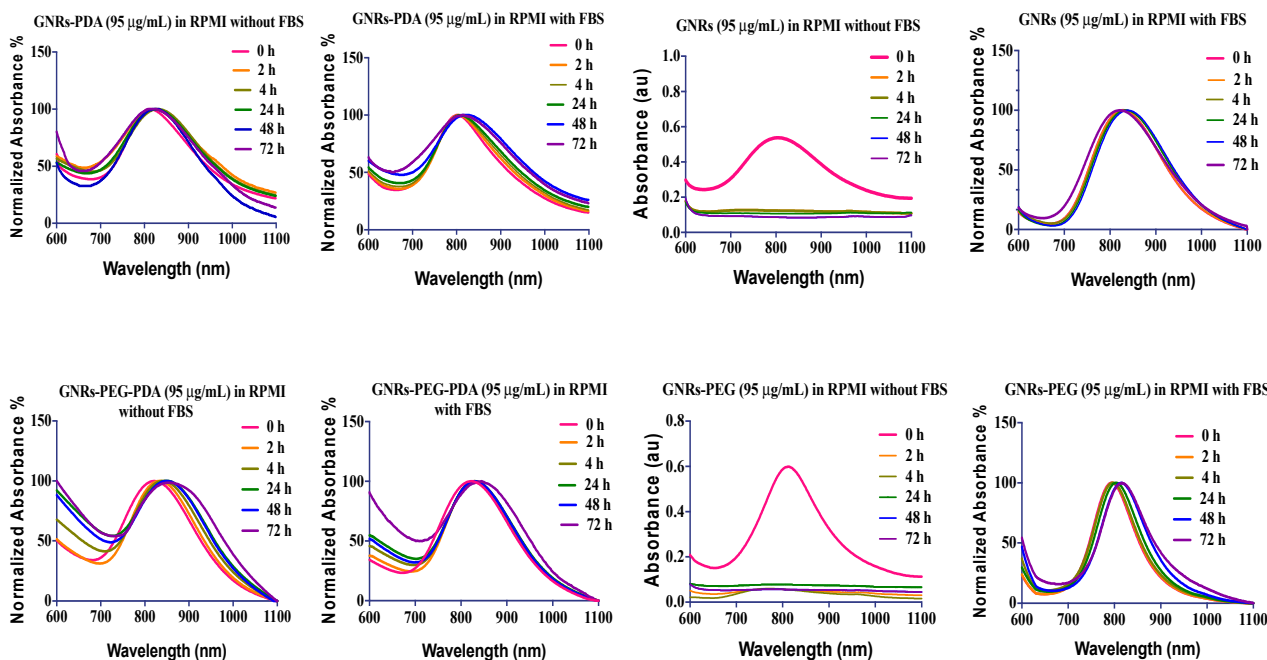 GNRs-PDA (95 µg/mL) in RPMI without FBS
Normalized Absorbance %
150
100
50
0
600 700 800 900 1000 1100
Wavelength (nm)
0 h
2 h
4 h
24 h
48 h
72 h
GNRs-PDA (95 µg/mL) in RPMI with FBS
Normalized Absorbance %
150
100
50
0
600 700 800 900 1000 1100
Wavelength (nm)
0 h
2 h
4 h
24 h
48 h
72 h
GNRs (95 µg/mL) in RPMI without FBS
Absorbance (au)
1.0
0.8
0.6
0.4
0.2
0.0
600 700 800 900 1000 1100
Wavelength (nm)
0 h
2 h
4 h
24 h
48 h
72 h
GNRs (95 µg/mL) in RPMI with FBS
Normalized Absorbance %
150
100
50
0
600 700 800 900 1000 1100
Wavelength (nm)
0 h
2 h
4 h
24 h
48 h
72 h
GNRs-PEG-PDA (95 µg/mL) in RPMI
without FBS
Normalized Absorbance %
150
100
50
0
600 700 800 900 1000 1100
Wavelength (nm)
0 h
2 h
4 h
24 h
48 h
72 h
GNRs-PEG-PDA (95 µg/mL) in RPMI
with FBS
Normalized Absorbance %
150
100
50
0
600 700 800 900 1000 1100
Wavelength (nm)
0 h
2 h
4 h
24 h
48 h
72 h
GNRs-PEG (95 µg/mL) in RPMI without FBS
Absorbance (au)
0.8
0.6
0.4
0.2
0.0
600 700 800 900 1000 1100
Wavelength (nm)
0 h
2 h
4 h
24 h
48 h
72 h
GNRs-PEG (95 µg/mL) in RPMI with FBS
Normalized Absorbance %
150
100
50
0
600 700 800 900 1000 1100
Wavelength (nm)
0 h
2 h
4 h
24 h
48 h
72 h